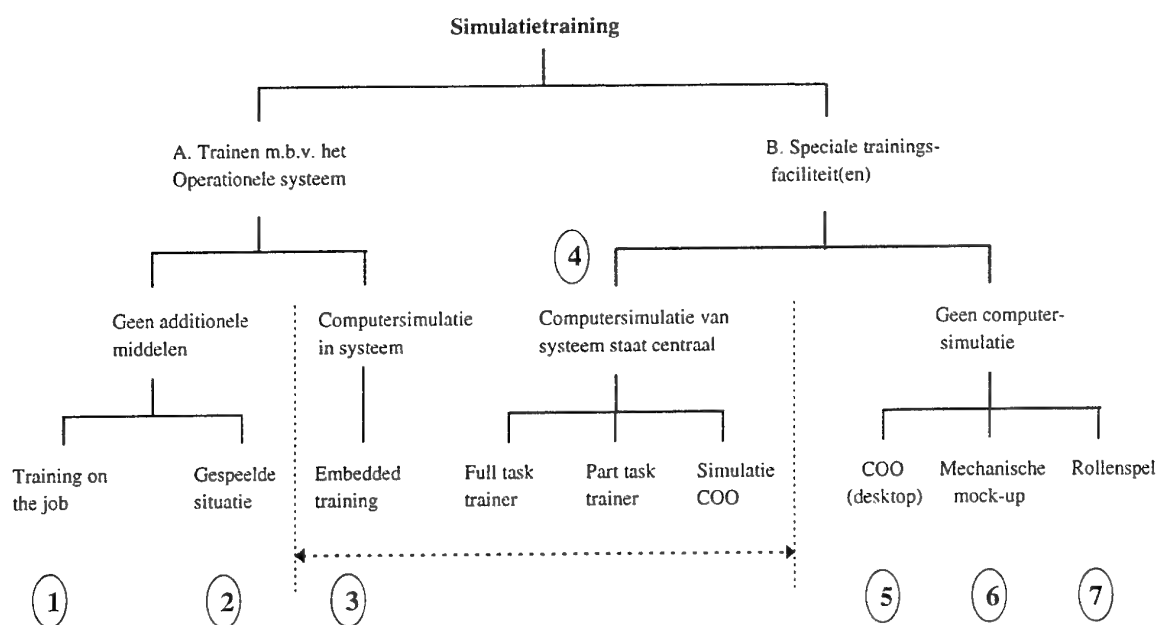 Simulatietraining
A. Trainen m.b.v. het
Operationele systeem
B. Speciale trainings-
faciliteit(en)
4
Geen additionele
middelen
Computersimulatie
in systeem
Computersimulatie van
systeem staat centraal
Geen computer-
simulatie
Training on
the job
Gespeelde
situatie
Embedded
training
Full task
trainer
Part task
trainer
Simulatie
COO
COO
(desktop)
Mechanische
mock-up
Rollenspel
1
2
3
5
6
7